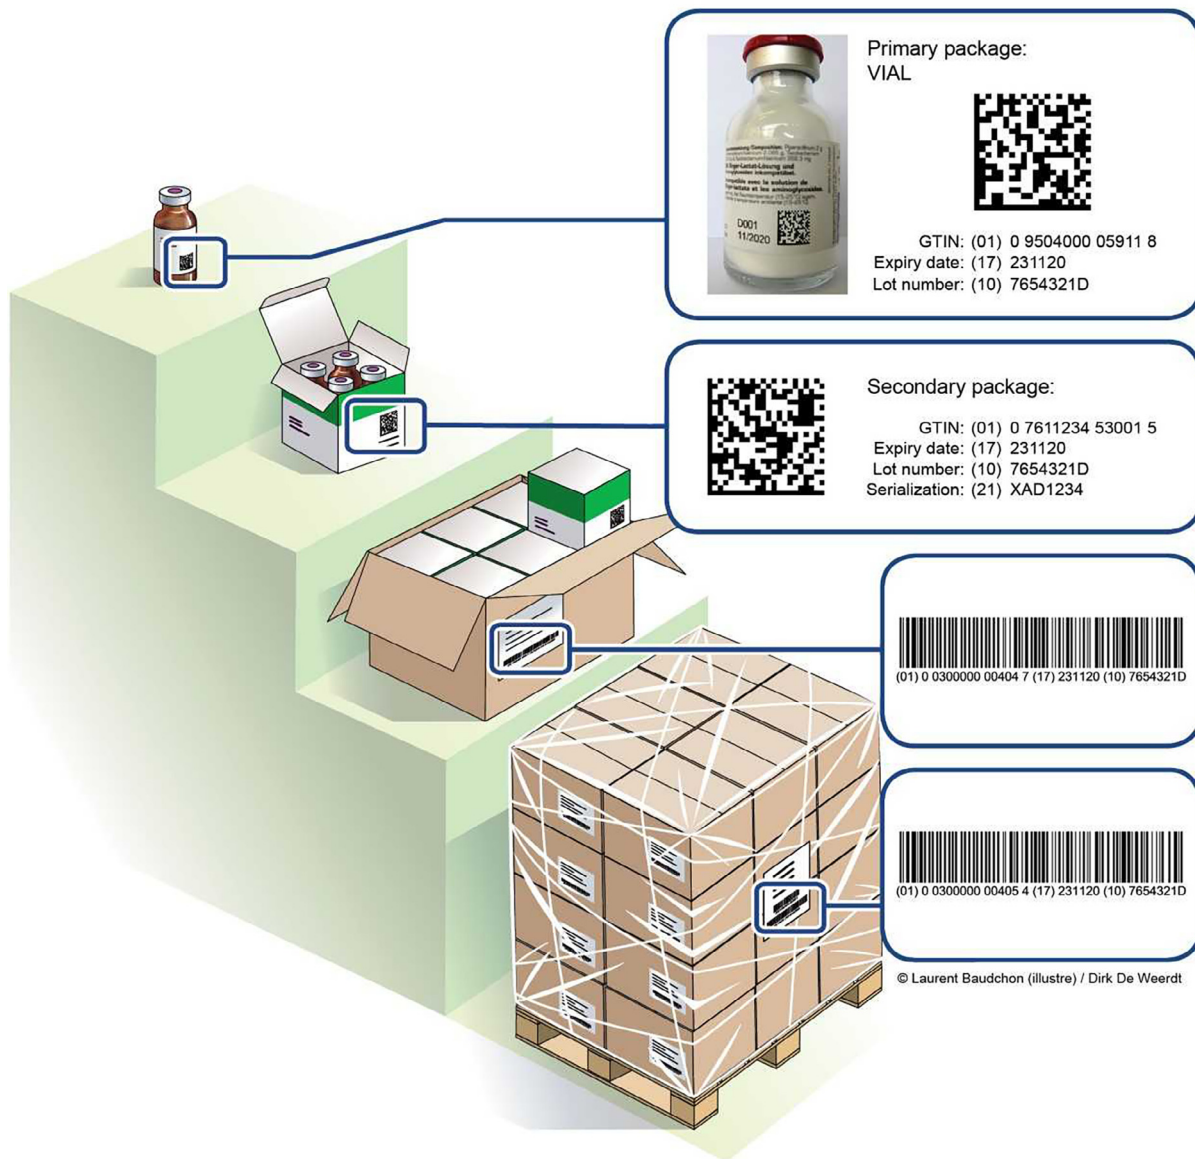 Primary package:
VIAL
D001
11/2020
GTIN: (01) 0 9504000 05911 8
Expiry date: (17) 231120
Lot number: (10) 7654321D
Secondary package:
GTIN: (01) 0 7611234 53001 5
Expiry date: (17) 231120
Lot number: (10) 7654321D
Serialization: (21) XAD1234
(01) 0 0300000 00404 7 (17) 231120 (10) 7654321D
(01) 0 0300000 00405 4 (17) 231120 (10) 7654321D
© Laurent Baudchon (illustre) / Dirk De Weerdt